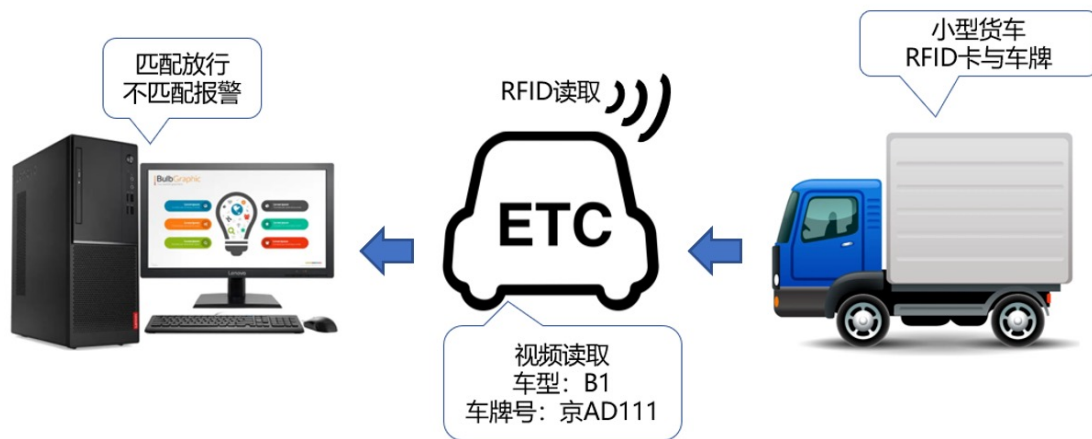 匹配放行
不匹配报警
BulbGraphic
Lenovo
RFID读取
ETC
视频读取
车型：B1
车牌号：京AD111
小型货车
RFID卡与车牌